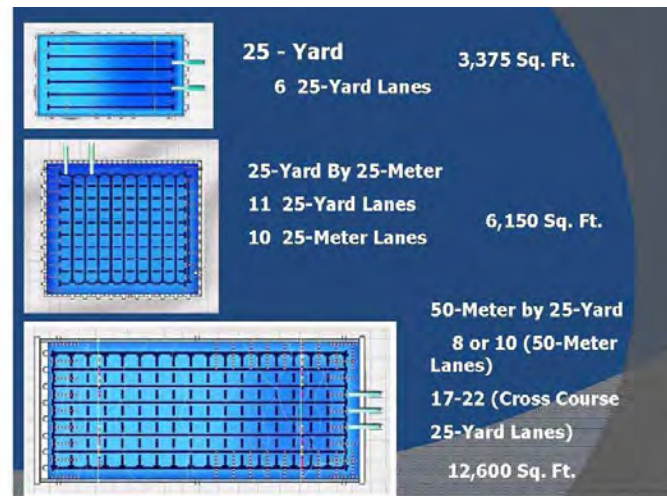 25 - Yard
3,375 Sq. Ft.
6 25-Yard Lanes
25-Yard By 25-Meter
11 25-Yard Lanes
6,150 Sq. Ft.
10 25-Meter Lanes
50-Meter by 25-Yard
8 or 10 (50-Meter
Lanes)
17-22 (Cross Course
25-Yard Lanes)
12,600 Sq. Ft.